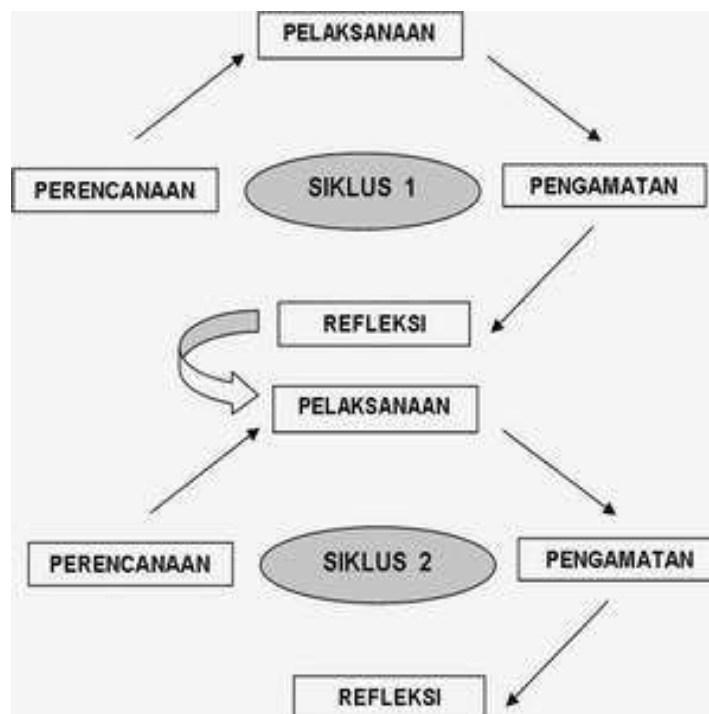 PELAKSANAAN
PERENCANAAN
SIKLUS 1
PENGAMATAN
REFLEKSI
PELAKSANAAN
PERENCANAAN
SIKLUS 2
PENGAMATAN
REFLEKSI